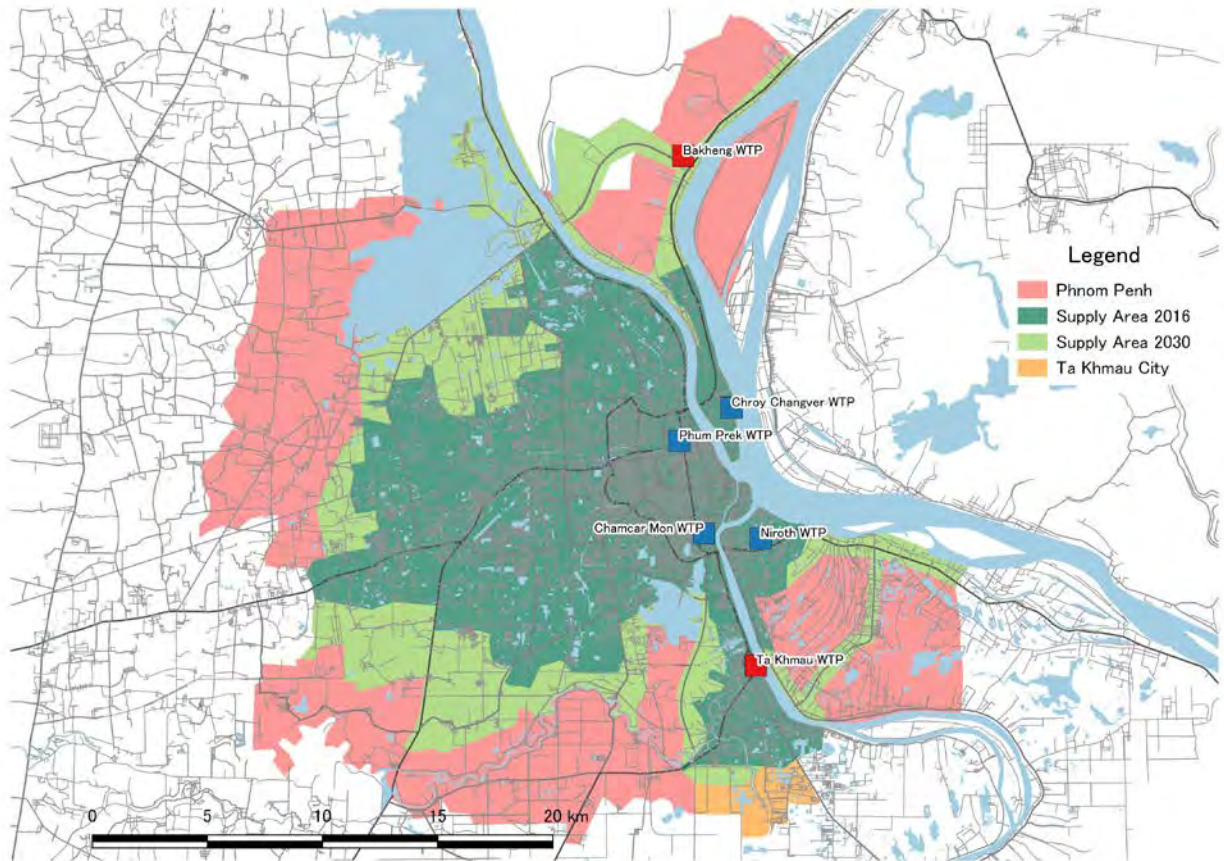 Bakheng WTP
Legend
Phnom Penh
Supply Area 2016
Supply Area 2030
Ta Khmau City
Chroy Changver WTP
Phum Prek WTP
Chamcar Mon WTP
Niroth WTP
Ta Khmau WTP
0 5 10 15 20 km